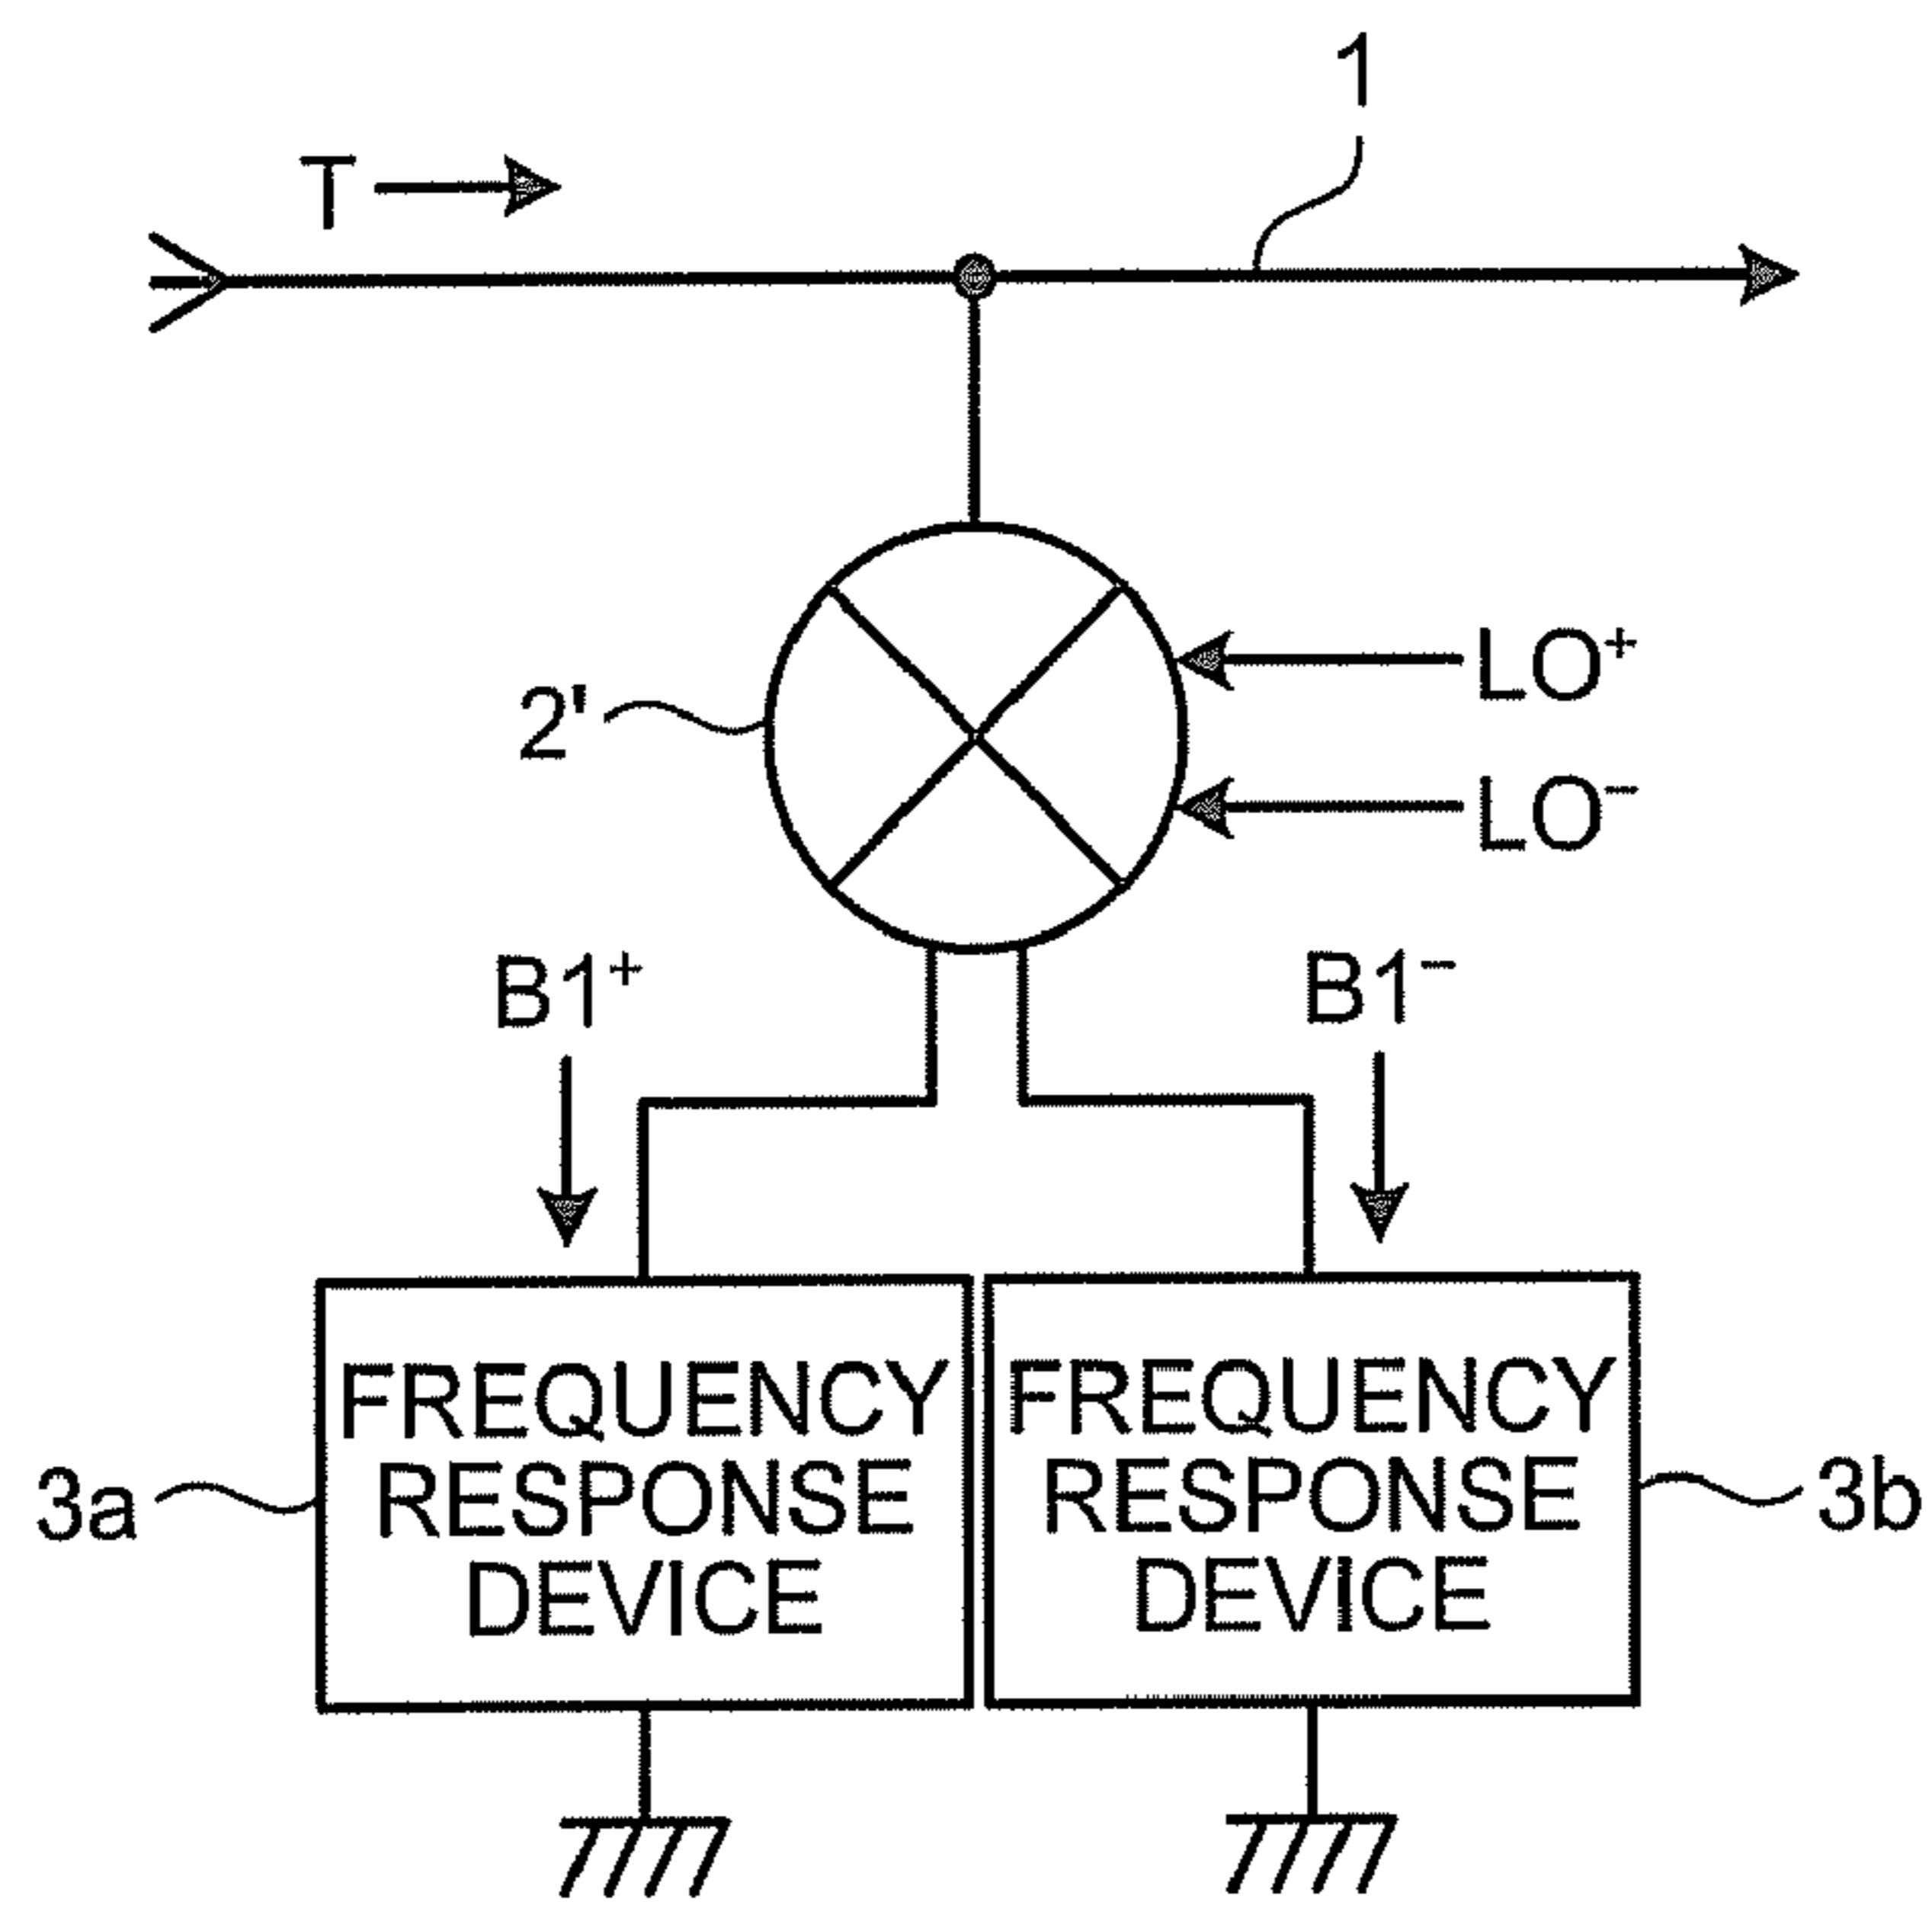 1
T
2'
LO⁺
LO⁻
B1⁺
B1⁻
FREQUENCY
RESPONSE
DEVICE
FREQUENCY
RESPONSE
DEVICE
3a
3b